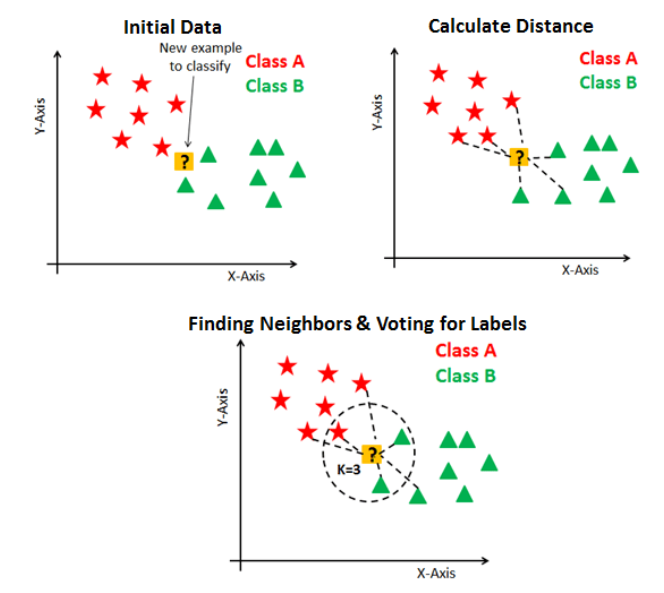 Initial Data
New example
to classify
Class A
Class B
Y-Axis
?
X-Axis
Calculate Distance
Class A
Class B
Y-Axis
?
X-Axis
Finding Neighbors & Voting for Labels
Class A
Class B
Y-Axis
?
K=3
X-Axis